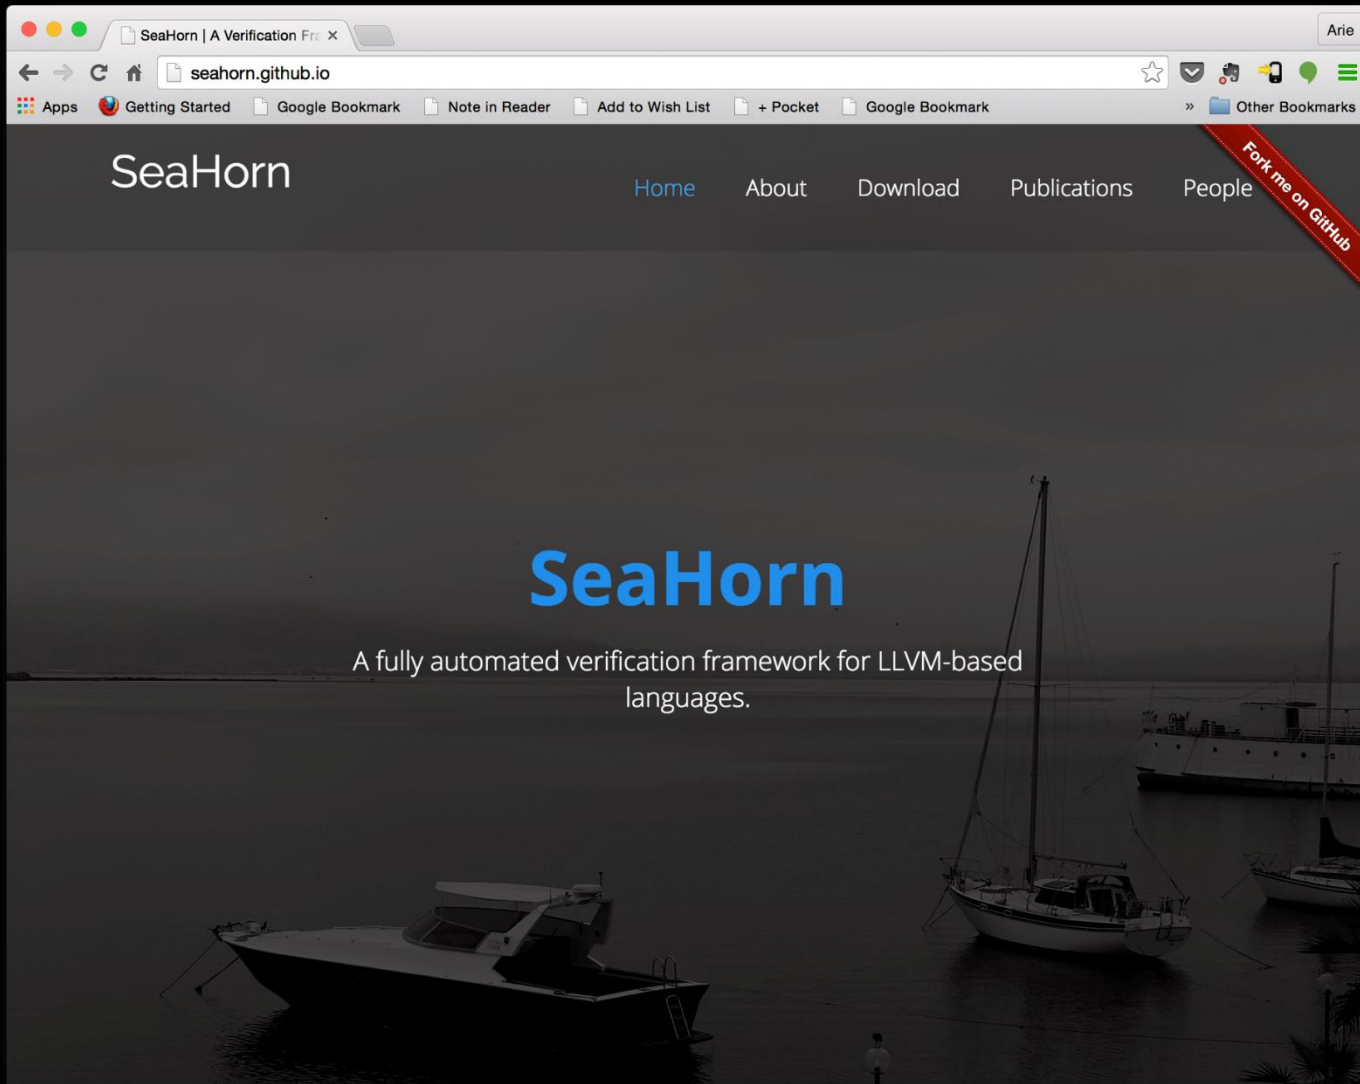 SeaHorn | A Verification Fra
Arie
seahorn.github.io
Apps Getting Started Google Bookmark Note in Reader Add to Wish List + Pocket Google Bookmark » Other Bookmarks
SeaHorn
Home About Download Publications People
Fork me on GitHub
SeaHorn
A fully automated verification framework for LLVM-based
languages.